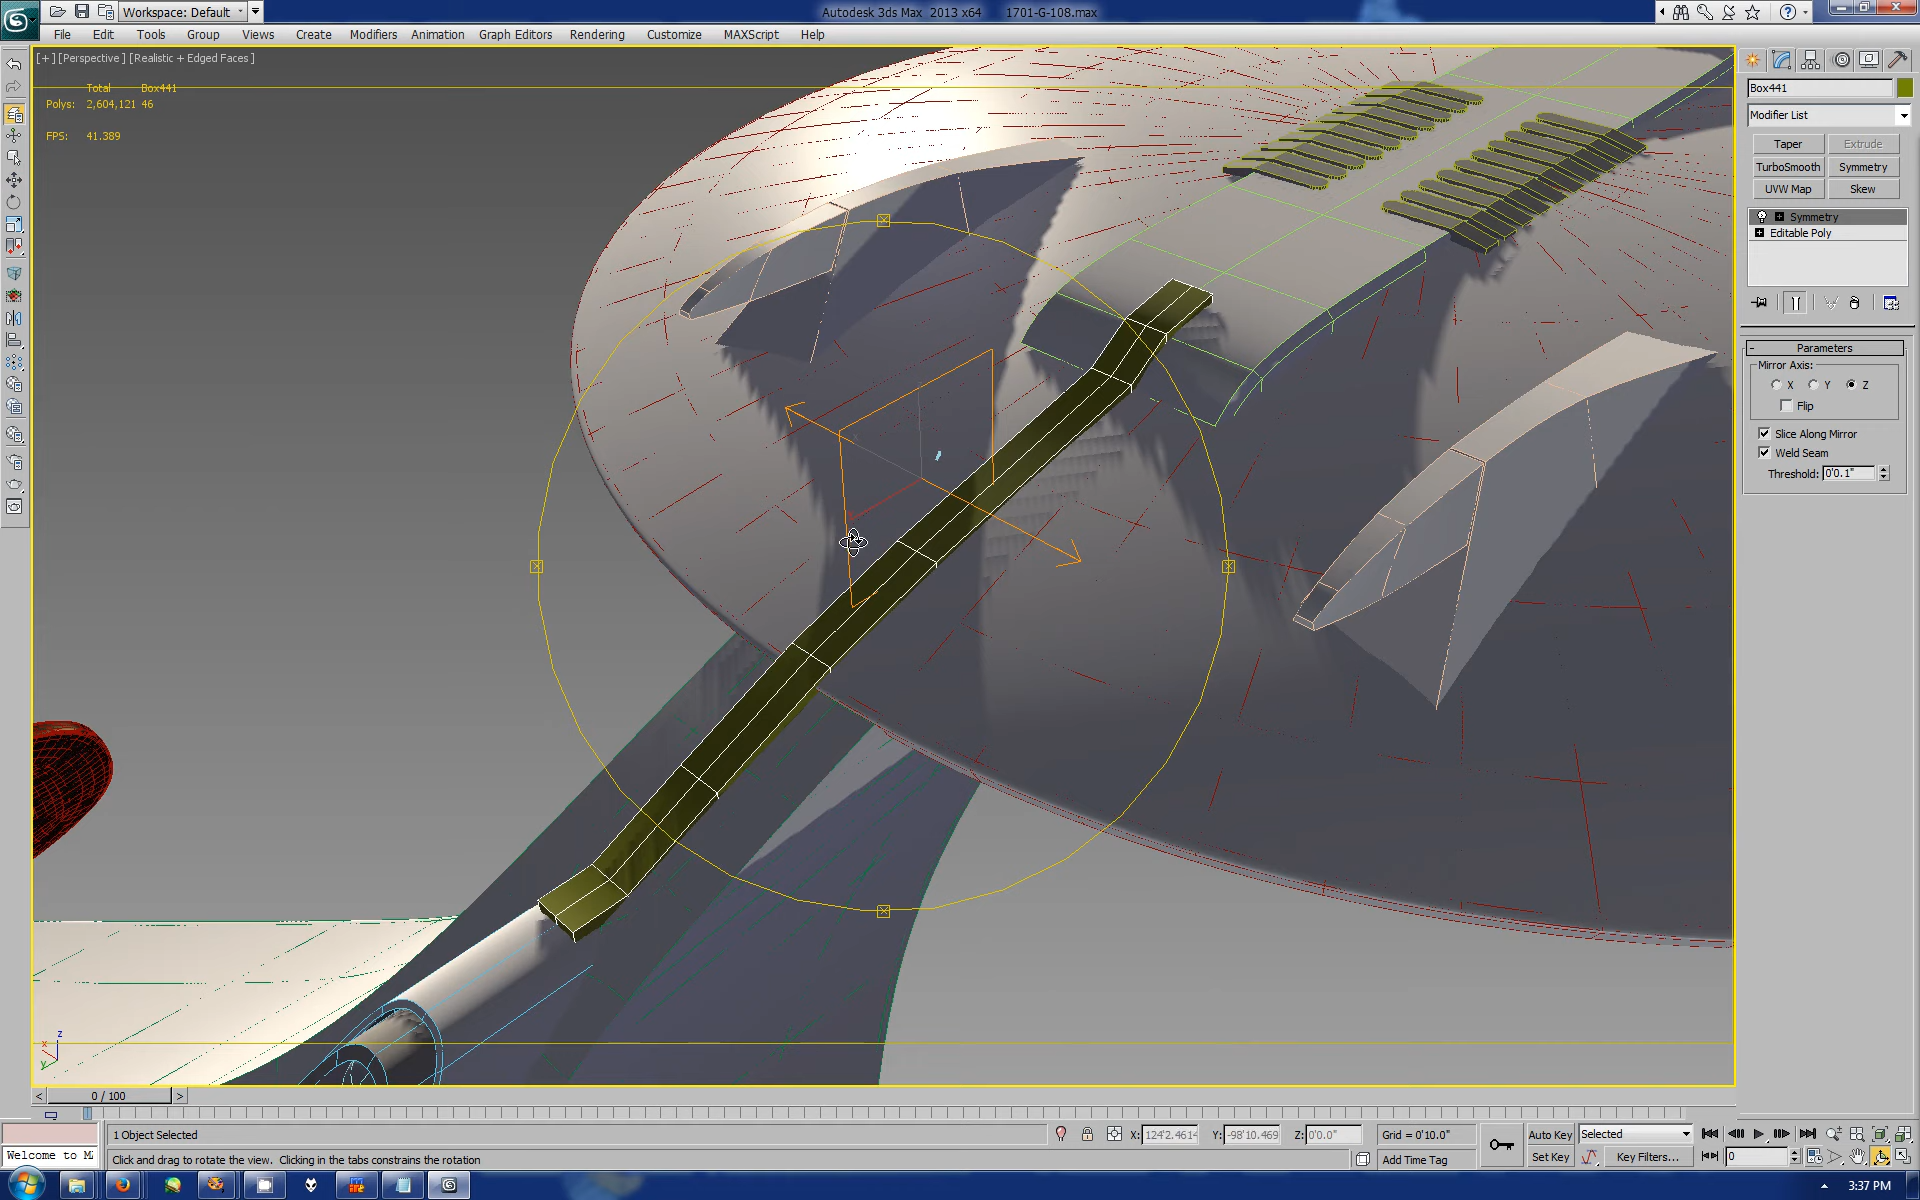 Workspace: Default
Autodesk 3ds Max 2013 x64 1701-G-108.max
File Edit Tools Group Views Create Modifiers Animation Graph Editors Rendering Customize MAXScript Help
[+] [Perspective] [Realistic + Edged Faces]
Total Box441
Polys: 2,604,121 46
FPS: 41.389
Box441
Modifier List
Taper Extrude
TurboSmooth Symmetry
UVW Map Skew
Symmetry
Editable Poly
- Parameters
Mirror Axis:
X Y Z
Flip
Slice Along Mirror
Weld Seam
Threshold: 0'0.1"
z
x
y
< 0 / 100 >
1 Object Selected
X: 124'2.461 Y: -98'10.469 Z: 0'0.0" Grid = 0'10.0"
Auto Key Selected
Welcome to M
Click and drag to rotate the view. Clicking in the tabs constrains the rotation
Add Time Tag
Set Key Key Filters... 0
3:37 PM